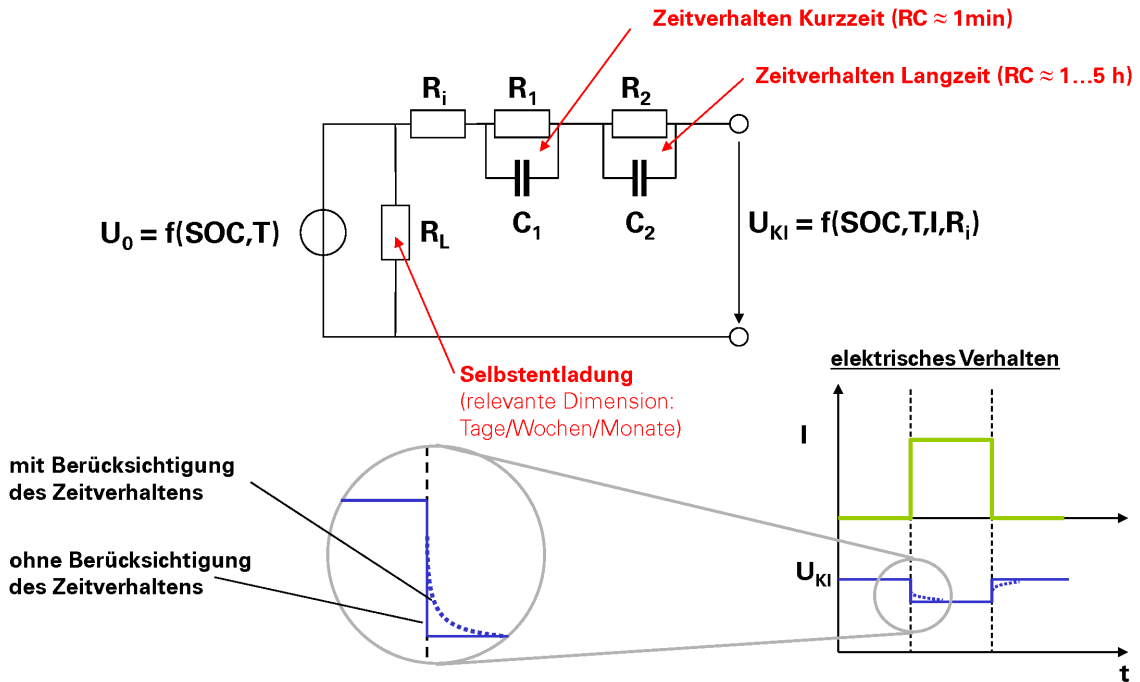 Zeitverhalten Kurzzeit (RC ≈ 1min)
Zeitverhalten Langzeit (RC ≈ 1…5 h)
Ri
R1
R2
C1
C2
U0 = f(SOC,T)
RL
UKl = f(SOC,T,I,Ri)
Selbstentladung
(relevante Dimension:
Tage/Wochen/Monate)
elektrisches Verhalten
I
mit Berücksichtigung
des Zeitverhaltens
ohne Berücksichtigung
des Zeitverhaltens
UKl
t